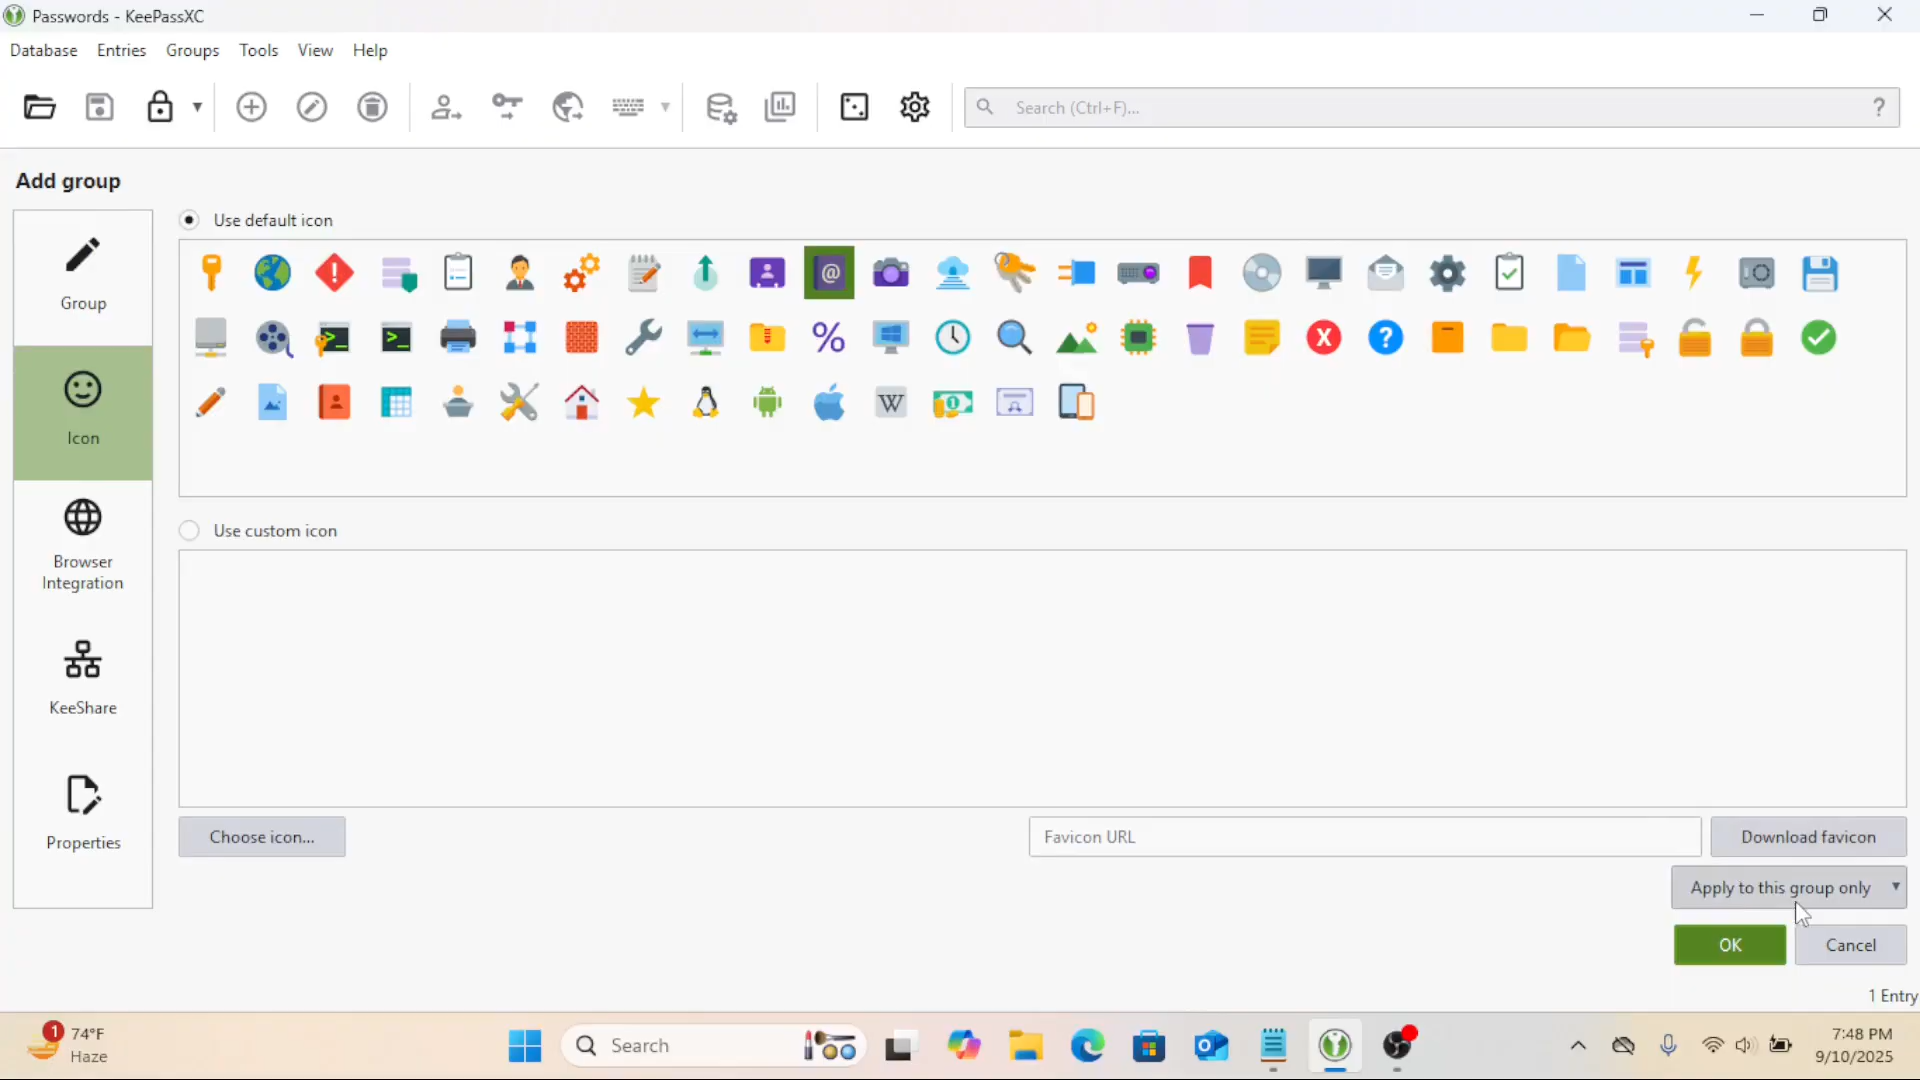 Passwords - KeePassXC
Database Entries Groups Tools View Help
Search (Ctrl+F)... ?
Add group
Group
Icon
Browser
Integration
KeeShare
Properties
Use default icon
@
%
W
Use custom icon
Choose icon...
Favicon URL
Download favicon
Apply to this group only
OK
Cancel
1 Entry
1
74°F
Haze
Search
7:48 PM
9/10/2025